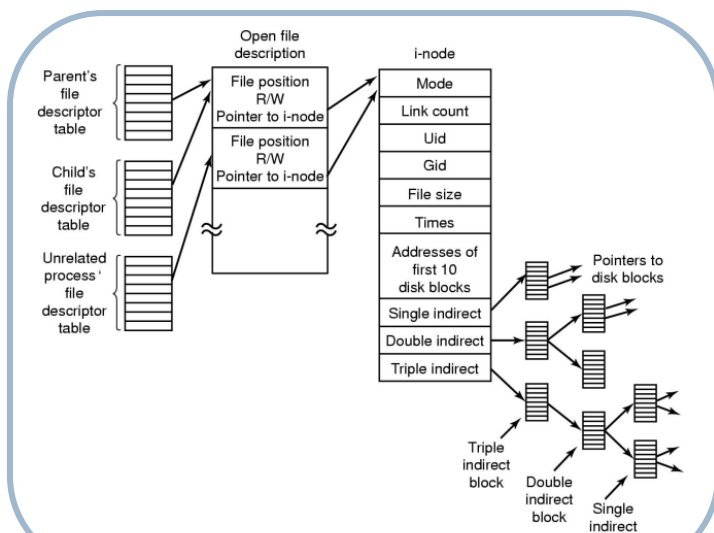 Open file
description
i-node
Parent's
file
descriptor
table
File position
R/W
Pointer to i-node
File position
R/W
Pointer to i-node
Mode
Link count
Uid
Gid
File size
Times
Addresses of
first 10
disk blocks
Single indirect
Double indirect
Triple indirect
Child's
file
descriptor
table
Unrelated
process'
file
descriptor
table
Pointers to
disk blocks
Triple
indirect
block
Double
indirect
block
Single
indirect